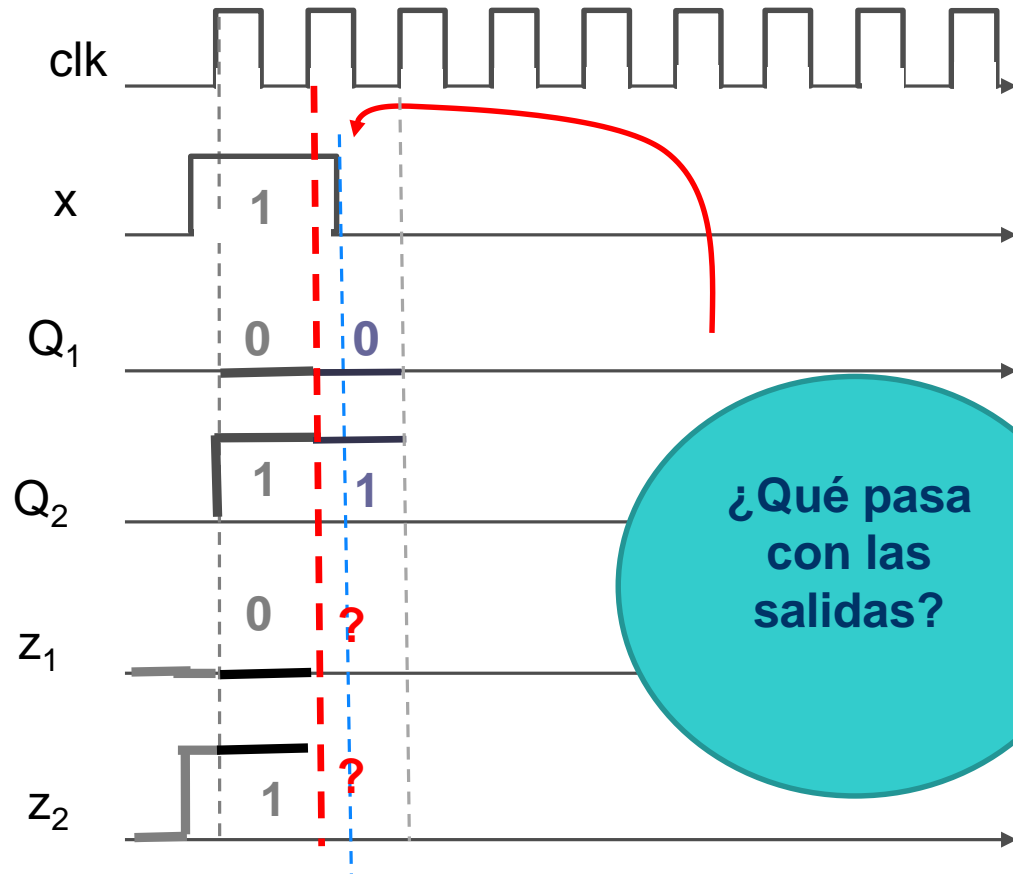 clk
x
1
Q₁
0 0
Q₂
1 1
¿Qué pasa
con las
salidas?
z₁
0 ?
z₂
1 ?